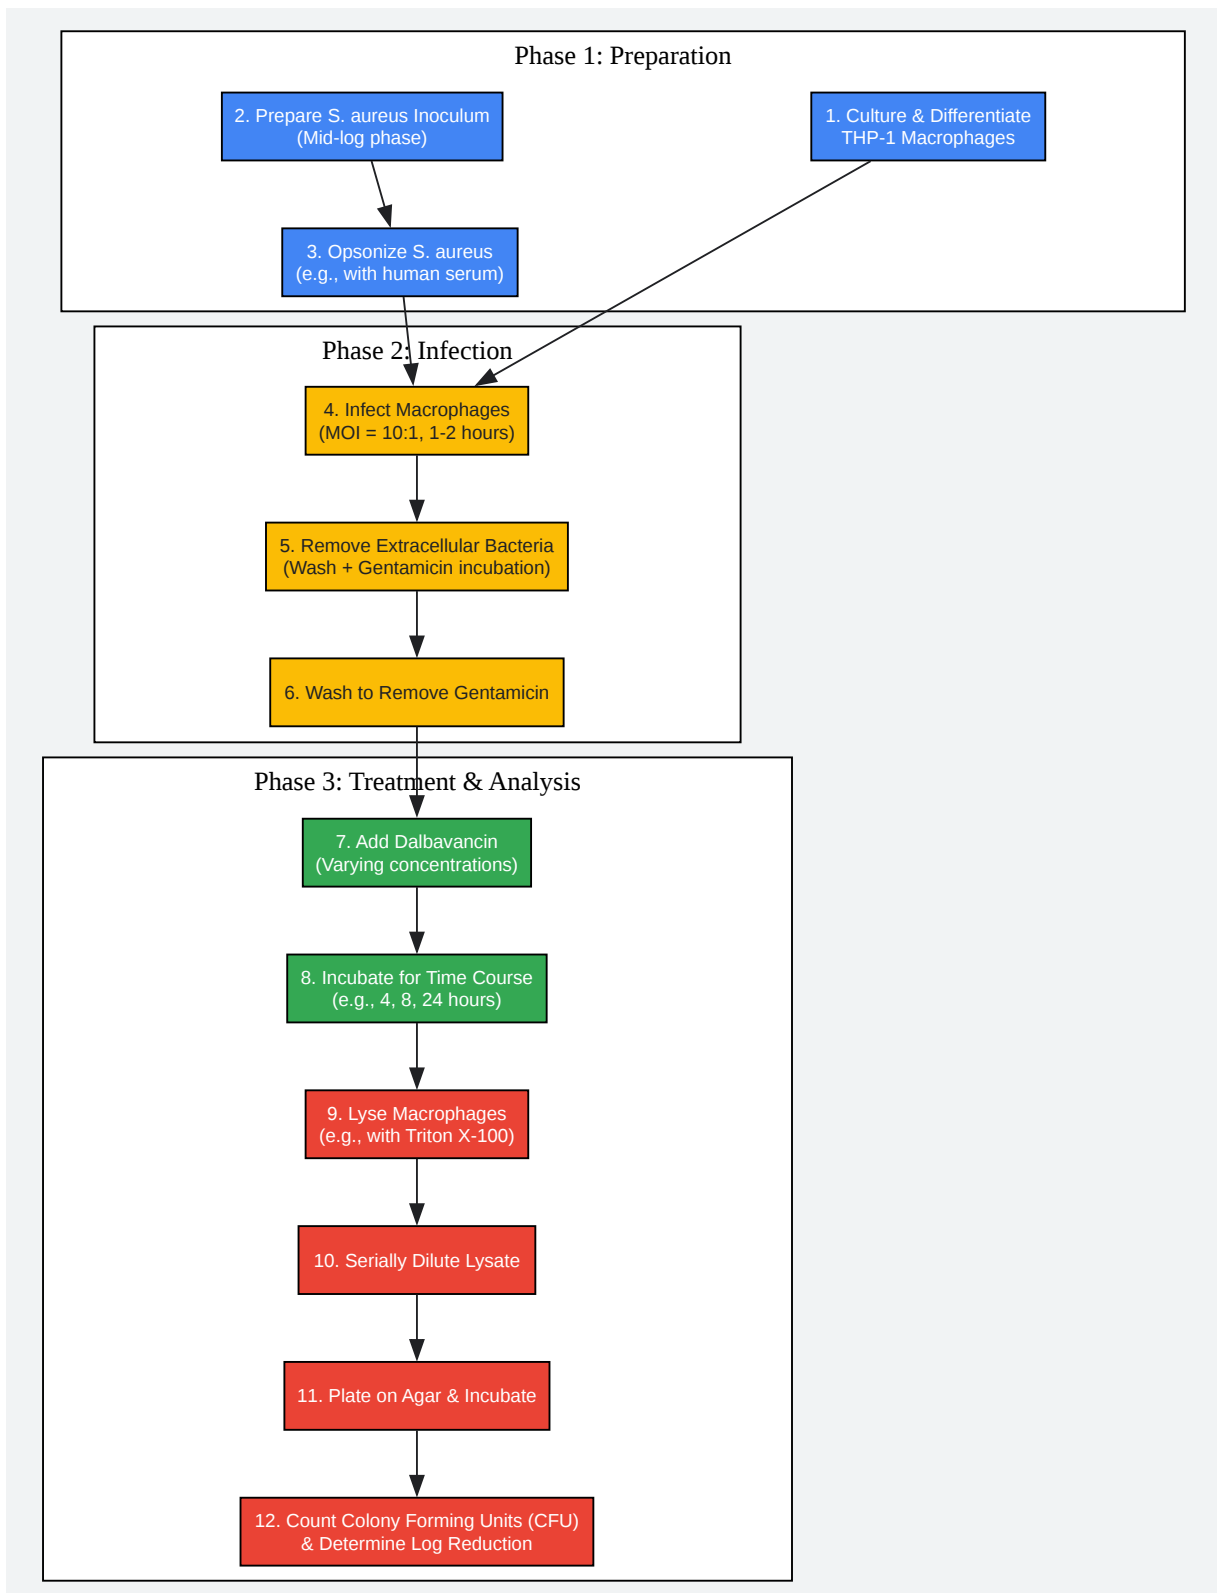 Phase 1: Preparation
2. Prepare S. aureus Inoculum
(Mid-log phase)
1. Culture & Differentiate
THP-1 Macrophages
3. Opsonize S. aureus
(e.g., with human serum)
Phase 2: Infection
4. Infect Macrophages
(MOI = 10:1, 1-2 hours)
5. Remove Extracellular Bacteria
(Wash + Gentamicin incubation)
6. Wash to Remove Gentamicin
Phase 3: Treatment & Analysis
7. Add Dalbavancin
(Varying concentrations)
8. Incubate for Time Course
(e.g., 4, 8, 24 hours)
9. Lyse Macrophages
(e.g., with Triton X-100)
10. Serially Dilute Lysate
11. Plate on Agar & Incubate
12. Count Colony Forming Units (CFU)
& Determine Log Reduction